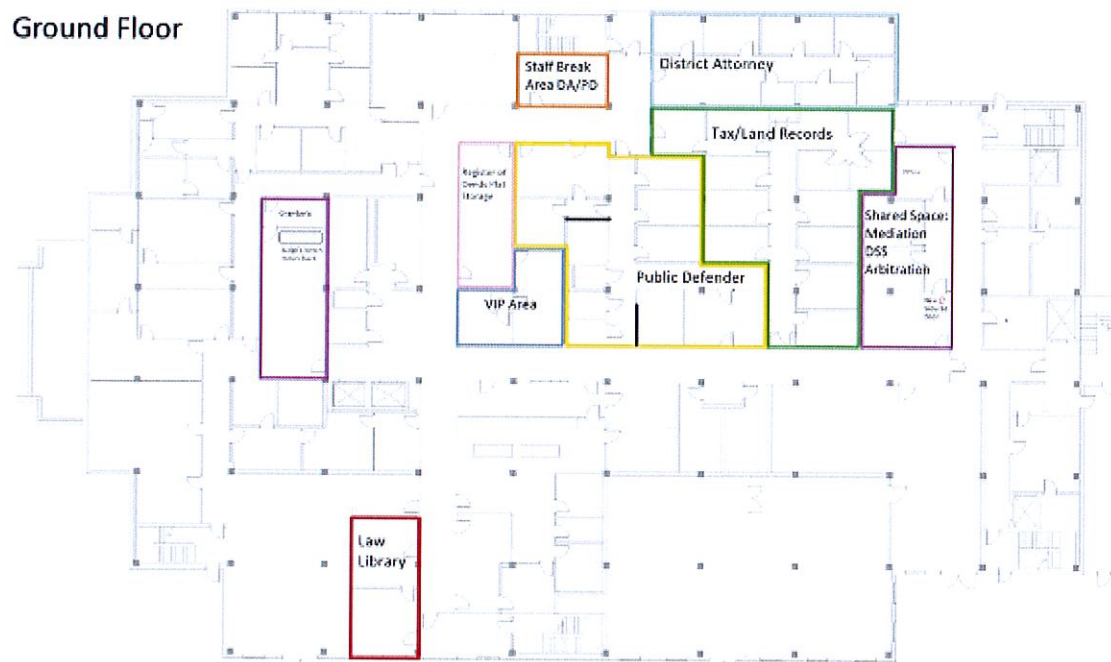 Ground Floor
Staff Break
Area DA/PD
District Attorney
Tax/Land Records
Register of
Deeds Plat
Storage
Shared Space:
Mediation
DSS
Arbitration
Public Defender
VIP Area
Law
Library